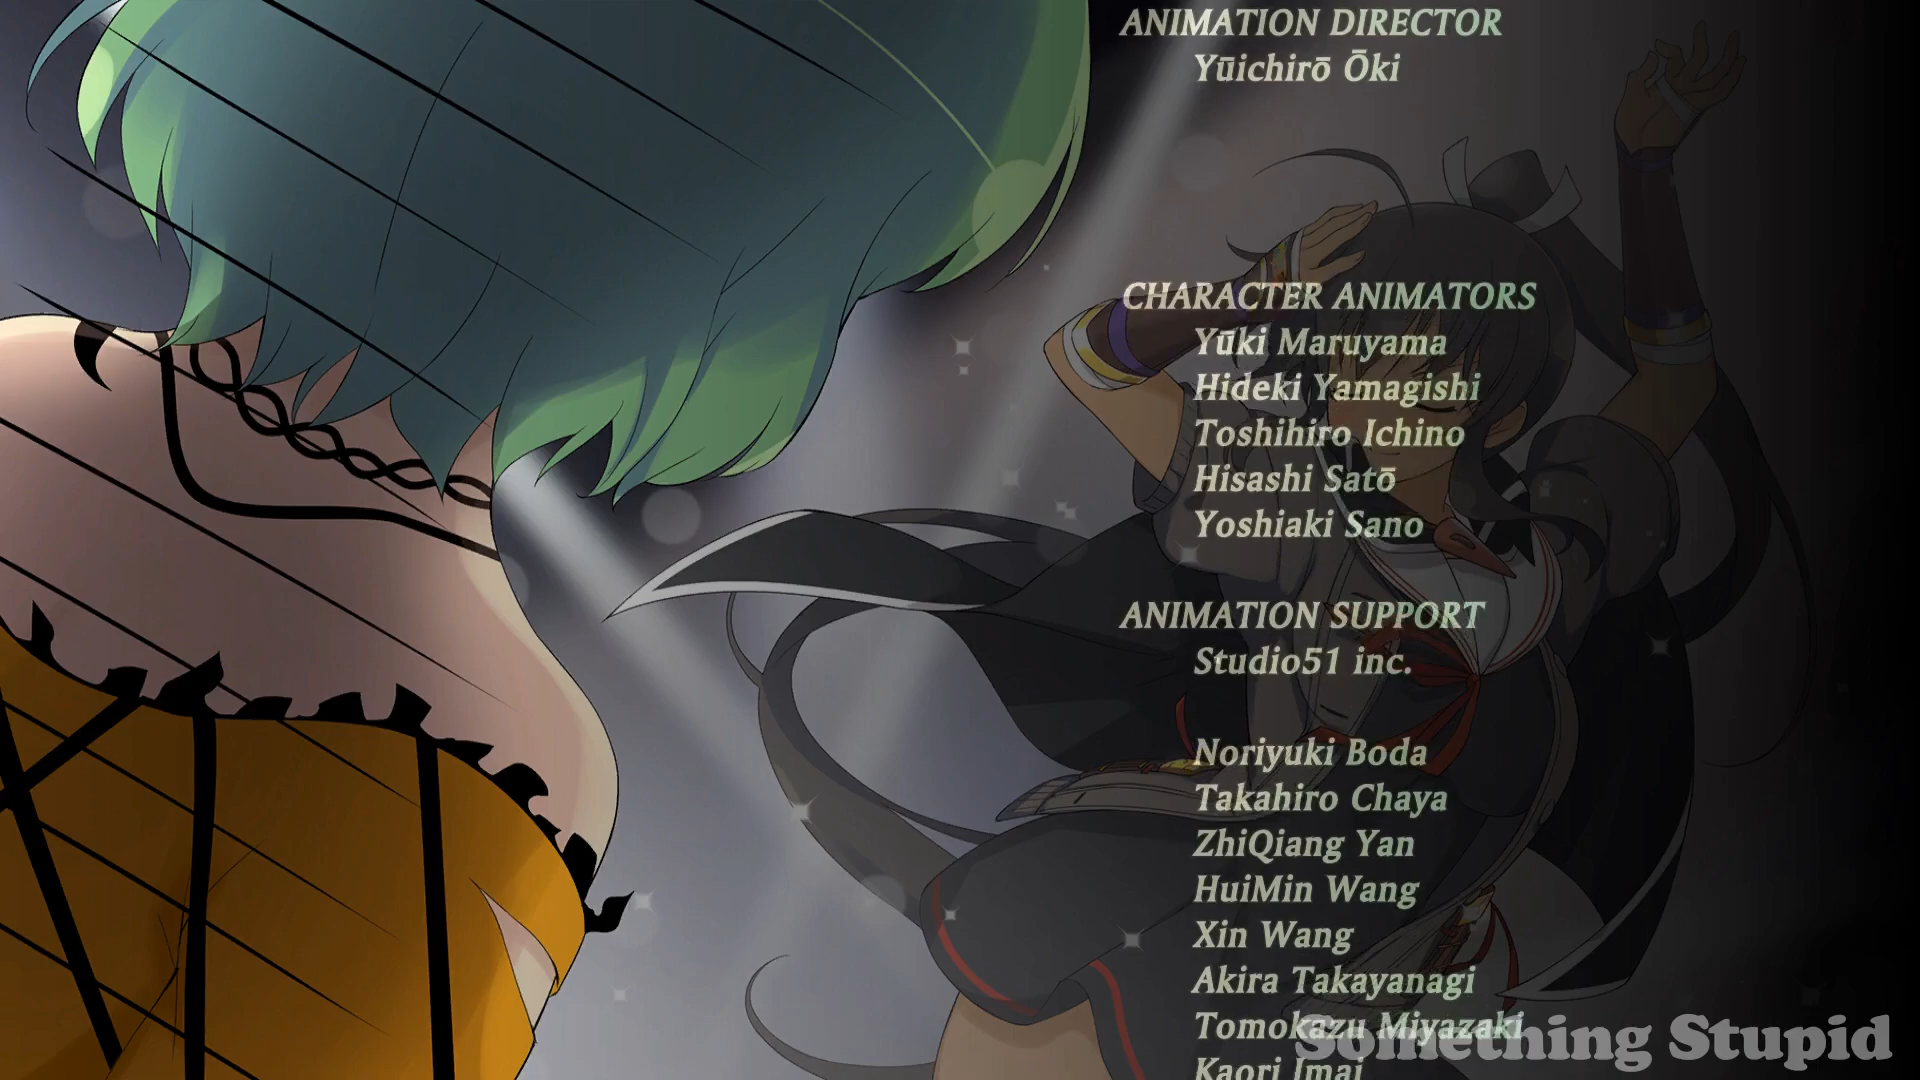 ANIMATION DIRECTOR
Yūichirō Ōki
CHARACTER ANIMATORS
Yūki Maruyama
Hideki Yamagishi
Toshihiro Ichino
Hisashi Satō
Yoshiaki Sano
ANIMATION SUPPORT
Studio51 inc.
Noriyuki Boda
Takahiro Chaya
ZhiQiang Yan
HuiMin Wang
Xin Wang
Akira Takayanagi
Tomokazu Miyazaki
Something Stupid
Kaori Imai